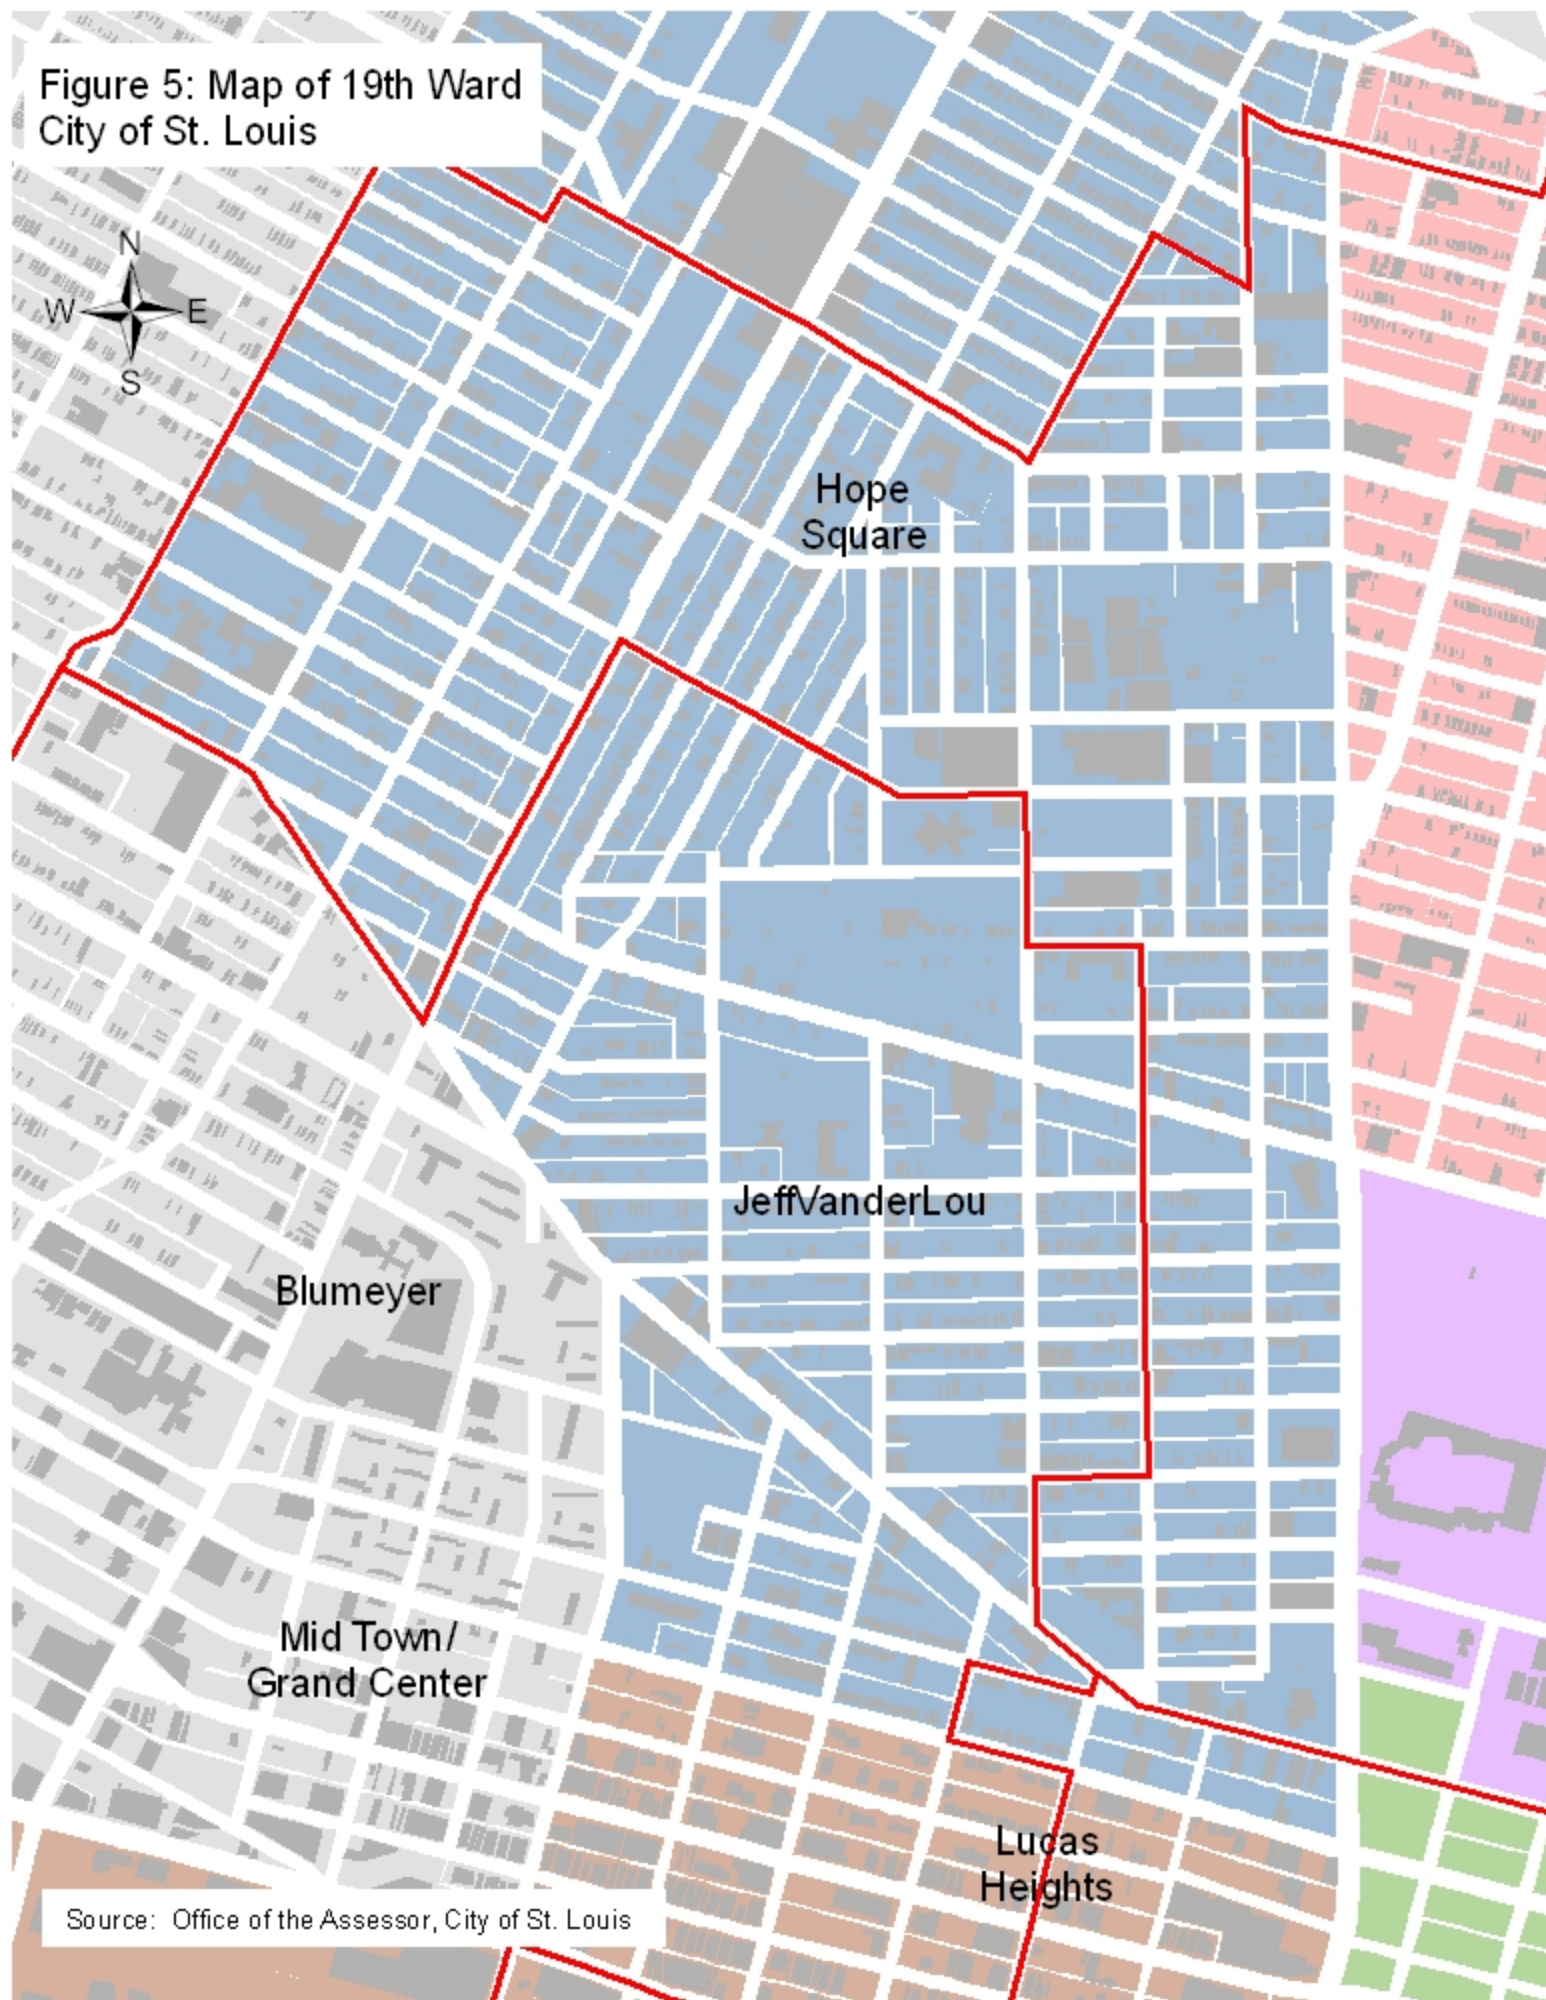 Figure 5: Map of 19th Ward
City of St. Louis
N
W E
S
Hope
Square
JeffVanderLou
Blumeyer
Mid Town/
Grand Center
Lucas
Heights
Source: Office of the Assessor, City of St. Louis